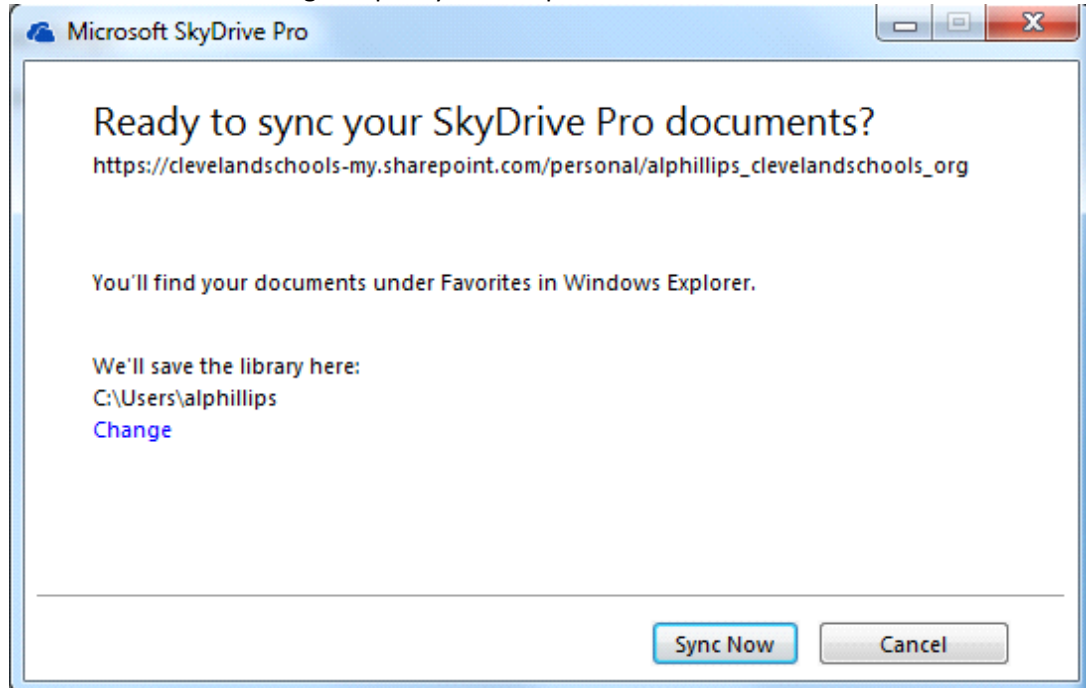 Microsoft SkyDrive Pro
Ready to sync your SkyDrive Pro documents?
https://clevelandschools-my.sharepoint.com/personal/alphillips_clevelandschools_org
You'll find your documents under Favorites in Windows Explorer.
We'll save the library here:
C:\Users\alphillips
Change
Sync Now Cancel